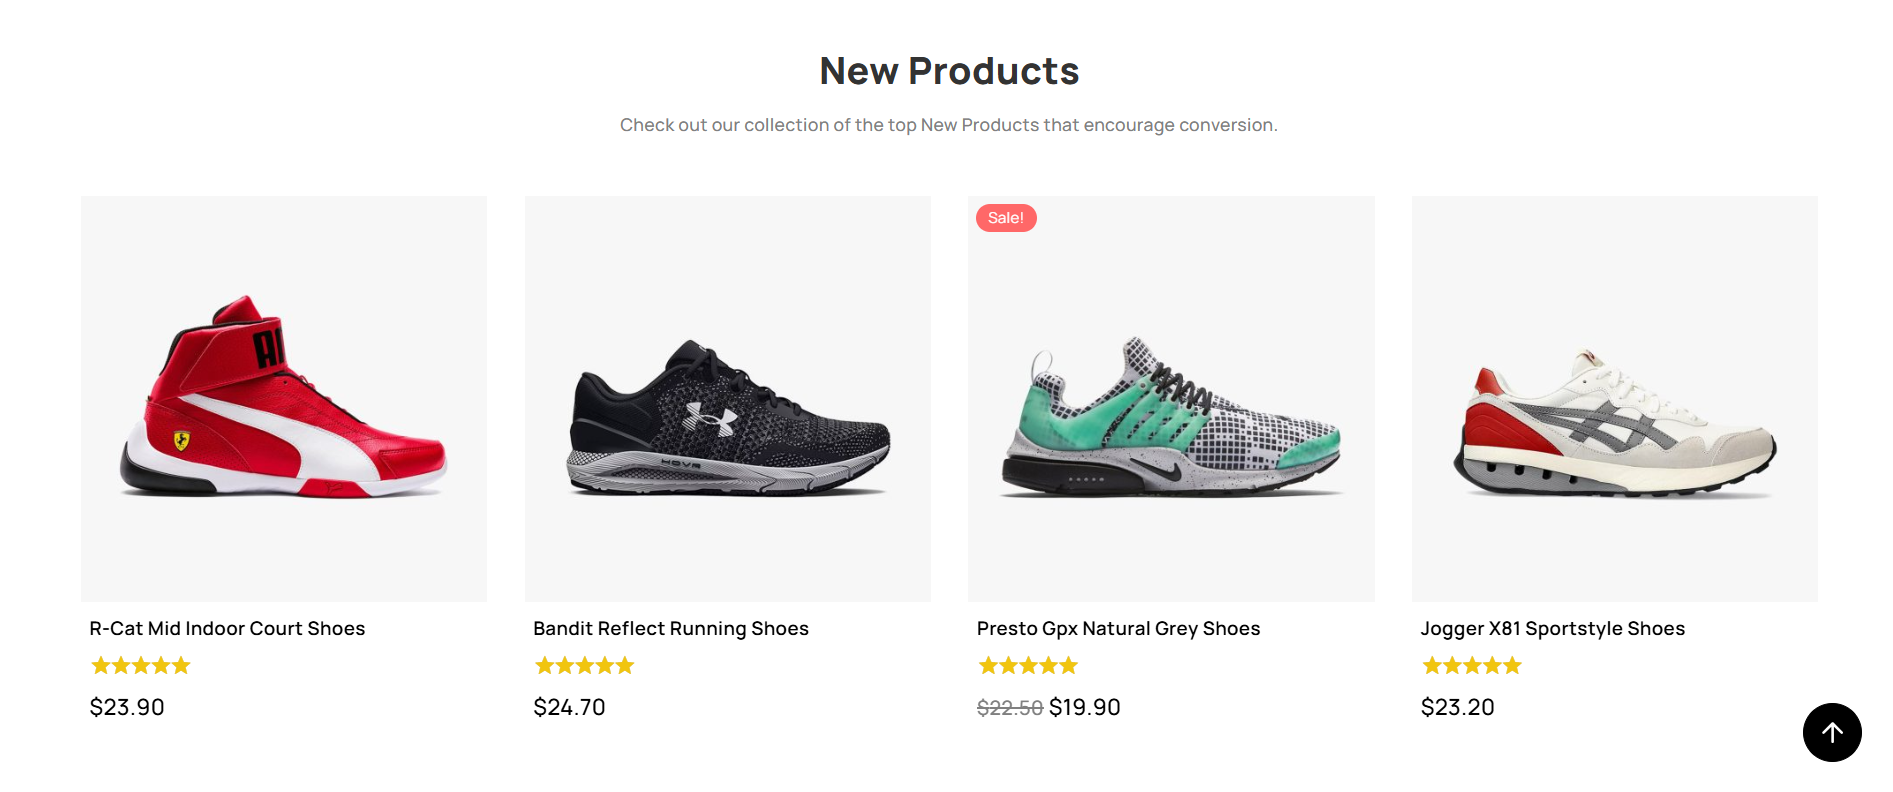 New Products
Check out our collection of the top New Products that encourage conversion.
Sale!
HOVR
R-Cat Mid Indoor Court Shoes
Bandit Reflect Running Shoes
Presto Gpx Natural Grey Shoes
Jogger X81 Sportstyle Shoes
$23.90
$24.70
$22.50 $19.90
$23.20